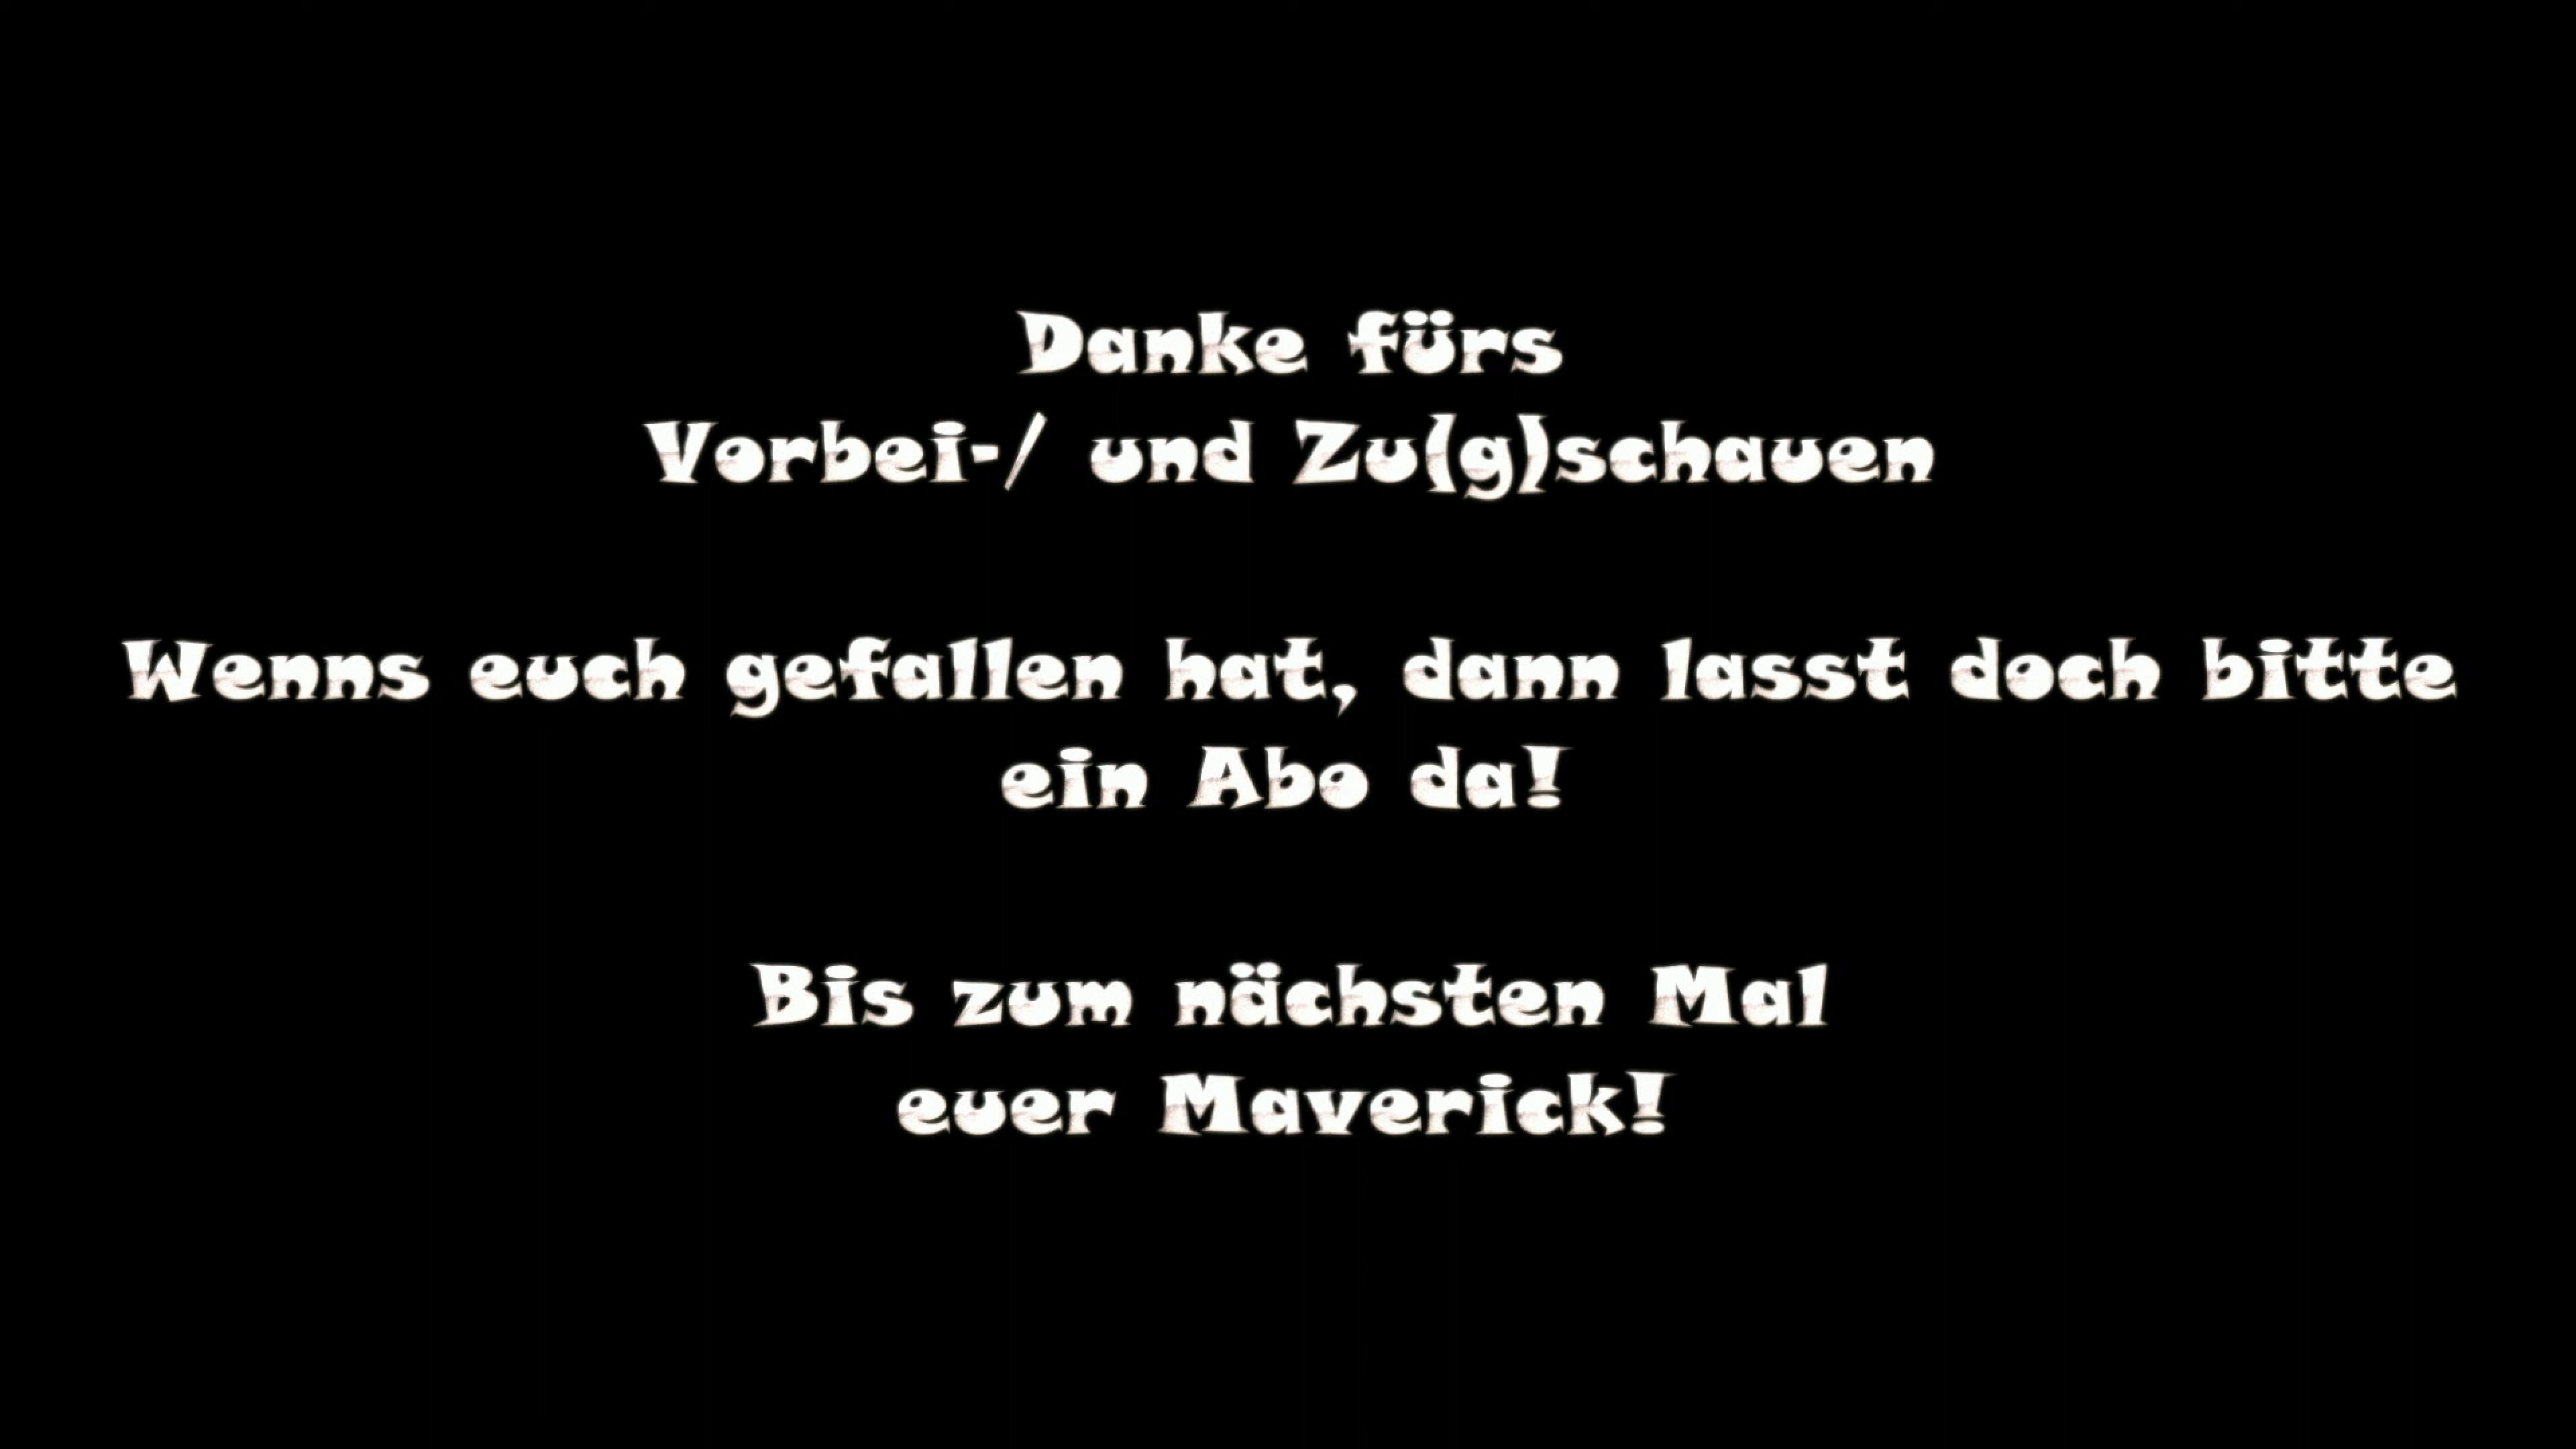 Danke fürs
Vorbei-/ und Zu(g)schauen
Wenns euch gefallen hat, dann lasst doch bitte
ein Abo da!
Bis zum nächsten Mal
euer Maverick!